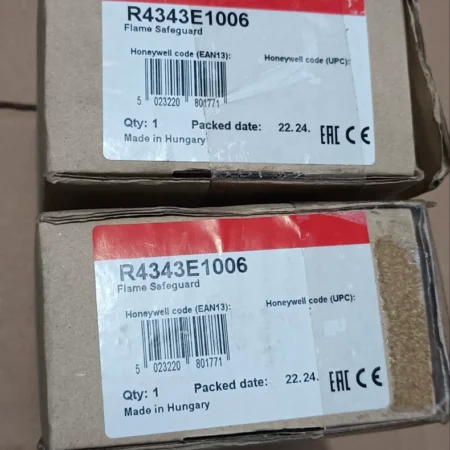 R4343E1006
Flame Safeguard
Honeywell code (EAN13): Honeywell code (UPC):
5 023220 801771
Qty: 1 Packed date: 22.24.
Made in Hungary EAC CE
R4343E1006
Flame Safeguard
Honeywell code (EAN13): Honeywell code (UPC):
5 023220 801771
Qty: 1 Packed date: 22.24.
Made in Hungary EAC CE